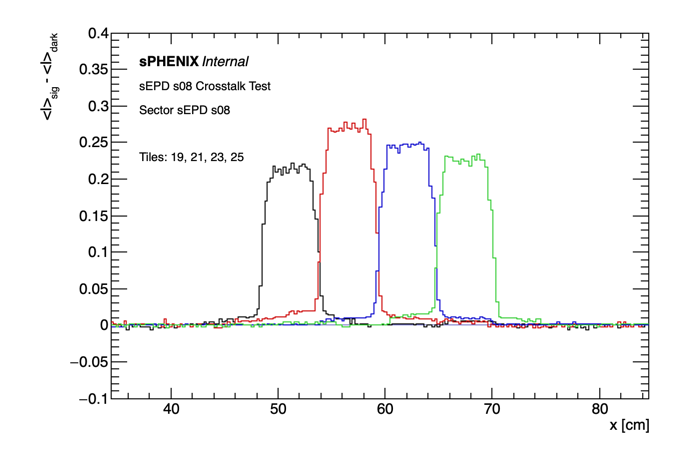 0.4
0.35
0.3
0.25
0.2
0.15
0.1
0.05
0
−0.05
−0.1
<I>sig - <I>dark
sPHENIX Internal
sEPD s08 Crosstalk Test
Sector sEPD s08
Tiles: 19, 21, 23, 25
40 50 60 70 80
x [cm]